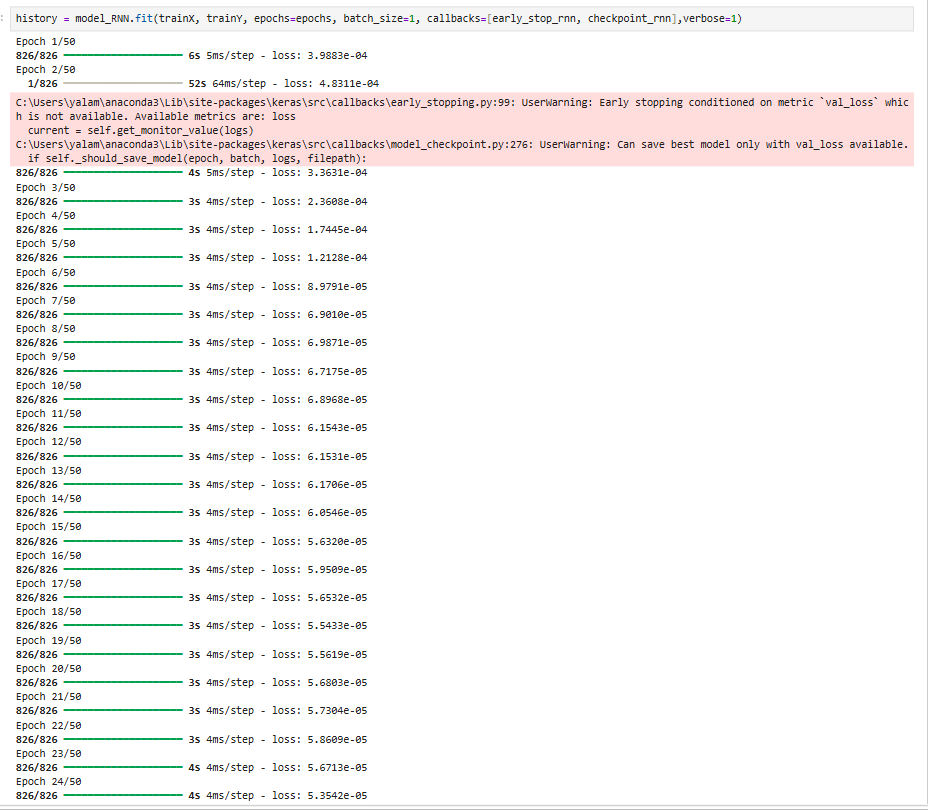 history = model_RNN.fit(trainX, trainY, epochs=epochs, batch_size=1, callbacks=[early_stop_rnn, checkpoint_rnn],verbose=1)
Epoch 1/50
826/826 6s 5ms/step - loss: 3.9883e-04
Epoch 2/50
1/826 52s 64ms/step - loss: 4.8311e-04
C:\Users\yalam\anaconda3\Lib\site-packages\keras\src\callbacks\early_stopping.py:99: UserWarning: Early stopping conditioned on metric `val_loss` whic
h is not available. Available metrics are: loss
current = self.get_monitor_value(logs)
C:\Users\yalam\anaconda3\Lib\site-packages\keras\src\callbacks\model_checkpoint.py:276: UserWarning: Can save best model only with val_loss available.
if self._should_save_model(epoch, batch, logs, filepath):
826/826 4s 5ms/step - loss: 3.3631e-04
Epoch 3/50
826/826 3s 4ms/step - loss: 2.3608e-04
Epoch 4/50
826/826 3s 4ms/step - loss: 1.7445e-04
Epoch 5/50
826/826 3s 4ms/step - loss: 1.2128e-04
Epoch 6/50
826/826 3s 4ms/step - loss: 8.9791e-05
Epoch 7/50
826/826 3s 4ms/step - loss: 6.9010e-05
Epoch 8/50
826/826 3s 4ms/step - loss: 6.9871e-05
Epoch 9/50
826/826 3s 4ms/step - loss: 6.7175e-05
Epoch 10/50
826/826 3s 4ms/step - loss: 6.8968e-05
Epoch 11/50
826/826 3s 4ms/step - loss: 6.1543e-05
Epoch 12/50
826/826 3s 4ms/step - loss: 6.1531e-05
Epoch 13/50
826/826 3s 4ms/step - loss: 6.1706e-05
Epoch 14/50
826/826 3s 4ms/step - loss: 6.0546e-05
Epoch 15/50
826/826 3s 4ms/step - loss: 5.6320e-05
Epoch 16/50
826/826 3s 4ms/step - loss: 5.9509e-05
Epoch 17/50
826/826 3s 4ms/step - loss: 5.6532e-05
Epoch 18/50
826/826 3s 4ms/step - loss: 5.5433e-05
Epoch 19/50
826/826 3s 4ms/step - loss: 5.5619e-05
Epoch 20/50
826/826 3s 4ms/step - loss: 5.6803e-05
Epoch 21/50
826/826 3s 4ms/step - loss: 5.7304e-05
Epoch 22/50
826/826 3s 4ms/step - loss: 5.8609e-05
Epoch 23/50
826/826 4s 4ms/step - loss: 5.6713e-05
Epoch 24/50
826/826 4s 4ms/step - loss: 5.3542e-05